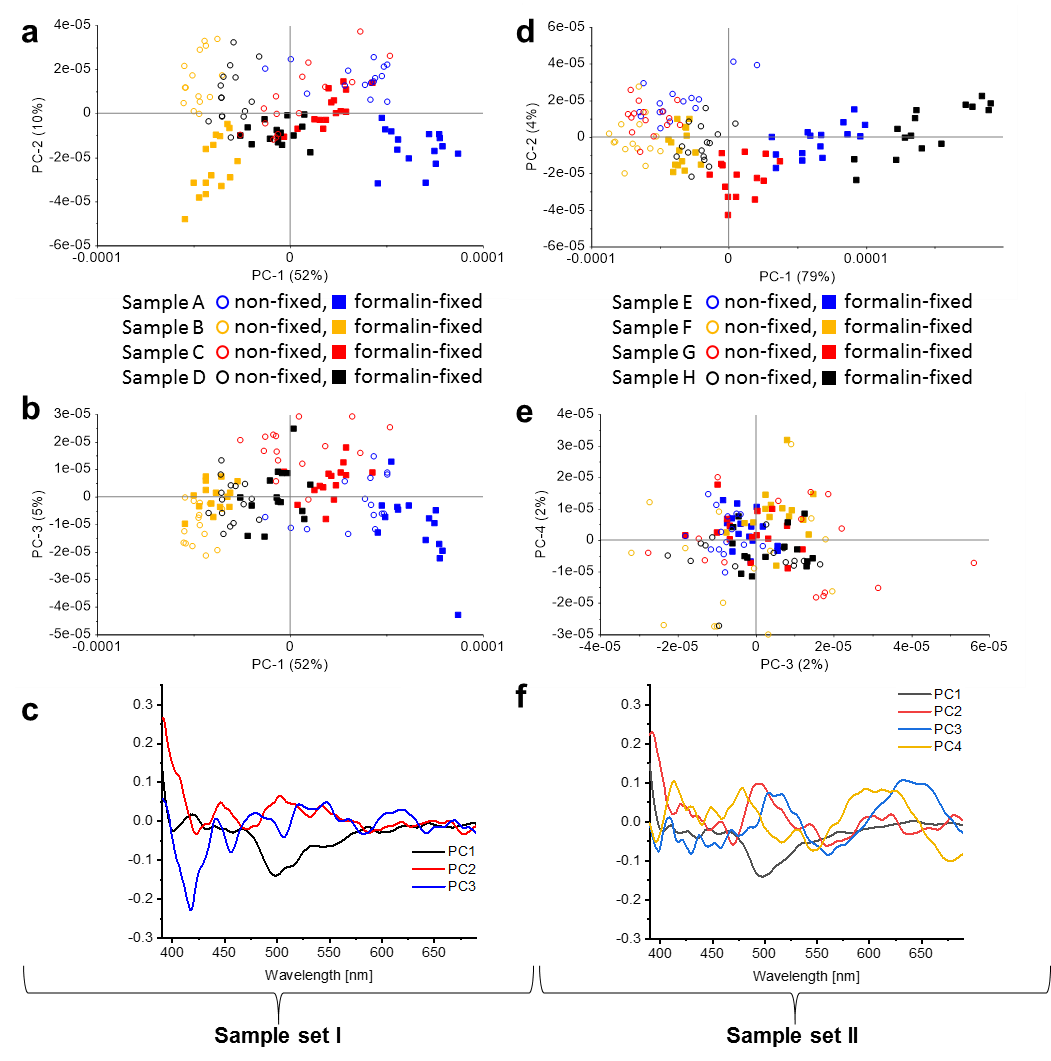 a
4e-05
2e-05
0
-2e-05
-4e-05
-6e-05
PC-2 (10%)
-0.0001
0
0.0001
PC-1 (52%)
Sample A non-fixed, formalin-fixed
Sample B non-fixed, formalin-fixed
Sample C non-fixed, formalin-fixed
Sample D non-fixed, formalin-fixed
b
3e-05
2e-05
1e-05
0
-1e-05
-2e-05
-3e-05
-4e-05
-5e-05
PC-3 (5%)
-0.0001
0
0.0001
PC-1 (52%)
c
0.3
0.2
0.1
0.0
-0.1
-0.2
-0.3
PC1
PC2
PC3
400
450
500
550
600
650
Wavelength [nm]
Sample set I
d
6e-05
4e-05
2e-05
0
-2e-05
-4e-05
-6e-05
PC-2 (4%)
-0.0001
0
0.0001
PC-1 (79%)
Sample E non-fixed, formalin-fixed
Sample F non-fixed, formalin-fixed
Sample G non-fixed, formalin-fixed
Sample H non-fixed, formalin-fixed
e
4e-05
3e-05
2e-05
1e-05
0
-1e-05
-2e-05
-3e-05
PC-4 (2%)
-4e-05
-2e-05
0
2e-05
4e-05
6e-05
PC-3 (2%)
f
0.3
0.2
0.1
0.0
-0.1
-0.2
-0.3
PC1
PC2
PC3
PC4
400
450
500
550
600
650
Wavelength [nm]
Sample set II